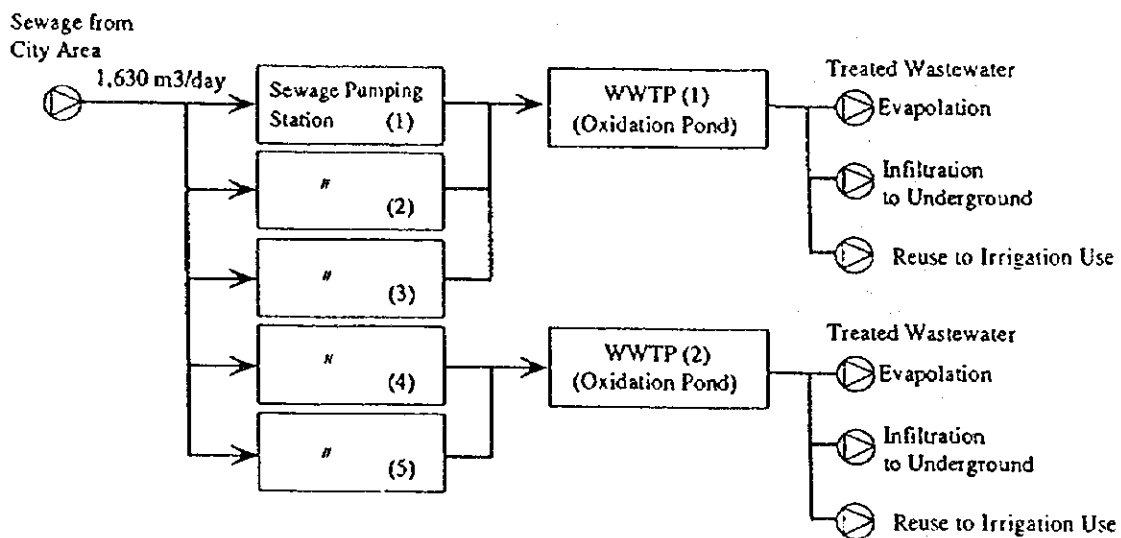 Sewage from
City Area
1,630 m3/day
Sewage Pumping
Station (1)
〃 (2)
〃 (3)
〃 (4)
〃 (5)
WWTP (1)
(Oxidation Pond)
Treated Wastewater
Evapolation
Infiltration
to Underground
Reuse to Irrigation Use
WWTP (2)
(Oxidation Pond)
Treated Wastewater
Evapolation
Infiltration
to Underground
Reuse to Irrigation Use